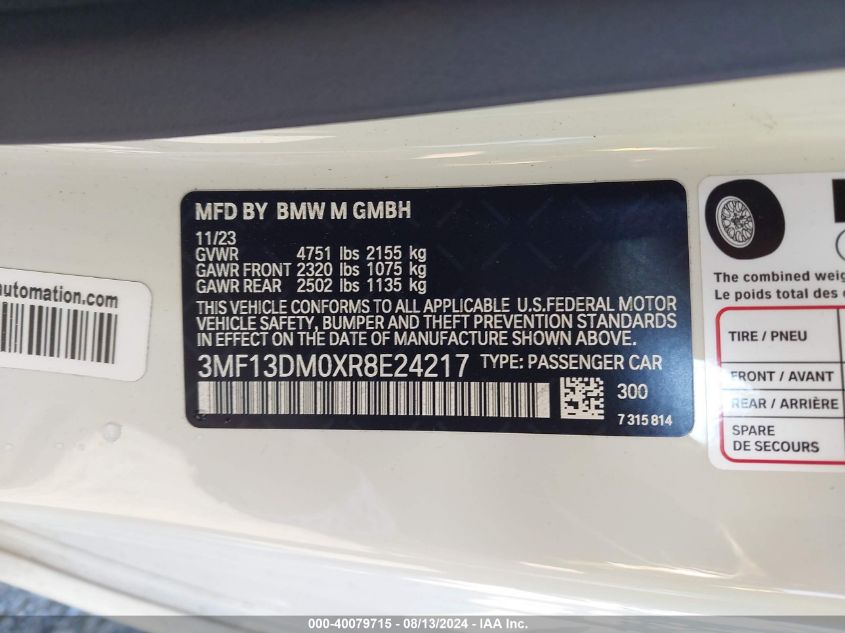 MFD BY BMW M GMBH
11/23
GVWR 4751 lbs 2155 kg
GAWR FRONT 2320 lbs 1075 kg
GAWR REAR 2502 lbs 1135 kg
THIS VEHICLE CONFORMS TO ALL APPLICABLE U.S.FEDERAL MOTOR
VEHICLE SAFETY, BUMPER AND THEFT PREVENTION STANDARDS
IN EFFECT ON THE DATE OF MANUFACTURE SHOWN ABOVE.
3MF13DM0XR8E24217 TYPE: PASSENGER CAR
300
7 315 814
automation.com
The combined weig
Le poids total des
TIRE / PNEU
FRONT / AVANT
REAR / ARRIÈRE
SPARE
DE SECOURS
000-40079715 - 08/13/2024 - IAA Inc.